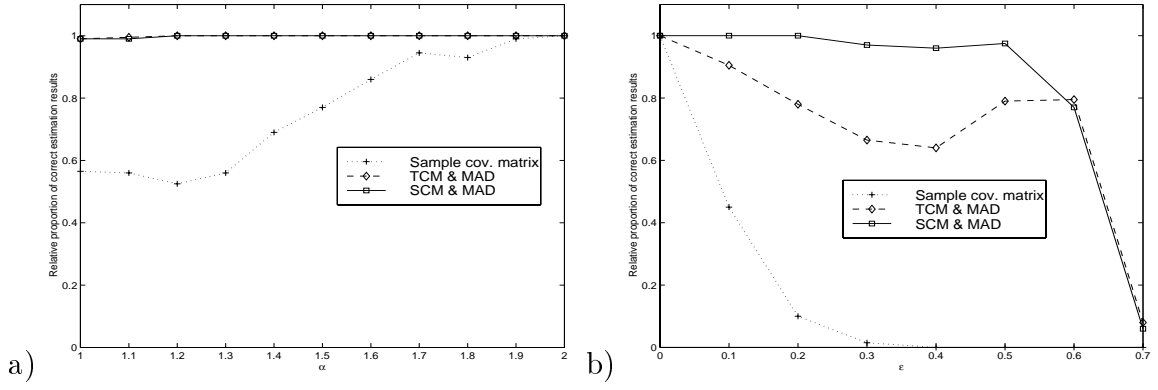 Relative proportion of correct estimation results
1
0.8
0.6
0.4
0.2
0
1 1.1 1.2 1.3 1.4 1.5 1.6 1.7 1.8 1.9 2
α
Sample cov. matrix
TCM & MAD
SCM & MAD
a)
Relative proportion of correct estimation results
1
0.8
0.6
0.4
0.2
0
0 0.1 0.2 0.3 0.4 0.5 0.6 0.7
ε
Sample cov. matrix
TCM & MAD
SCM & MAD
b)